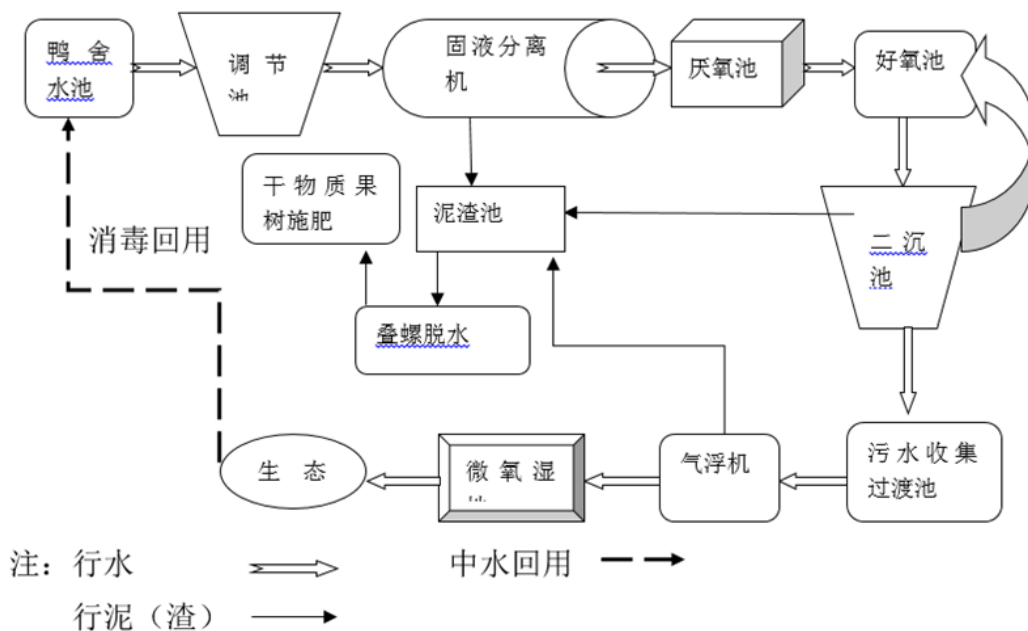 鸭舍
水池
调节
固液分离
机
厌氧池
好氧池
干物质果
树施肥
泥渣池
二沉
池
消毒回用
叠螺脱水
生态
微氧湿
气浮机
污水收集
过渡池
注：行水
中水回用
行泥（渣）